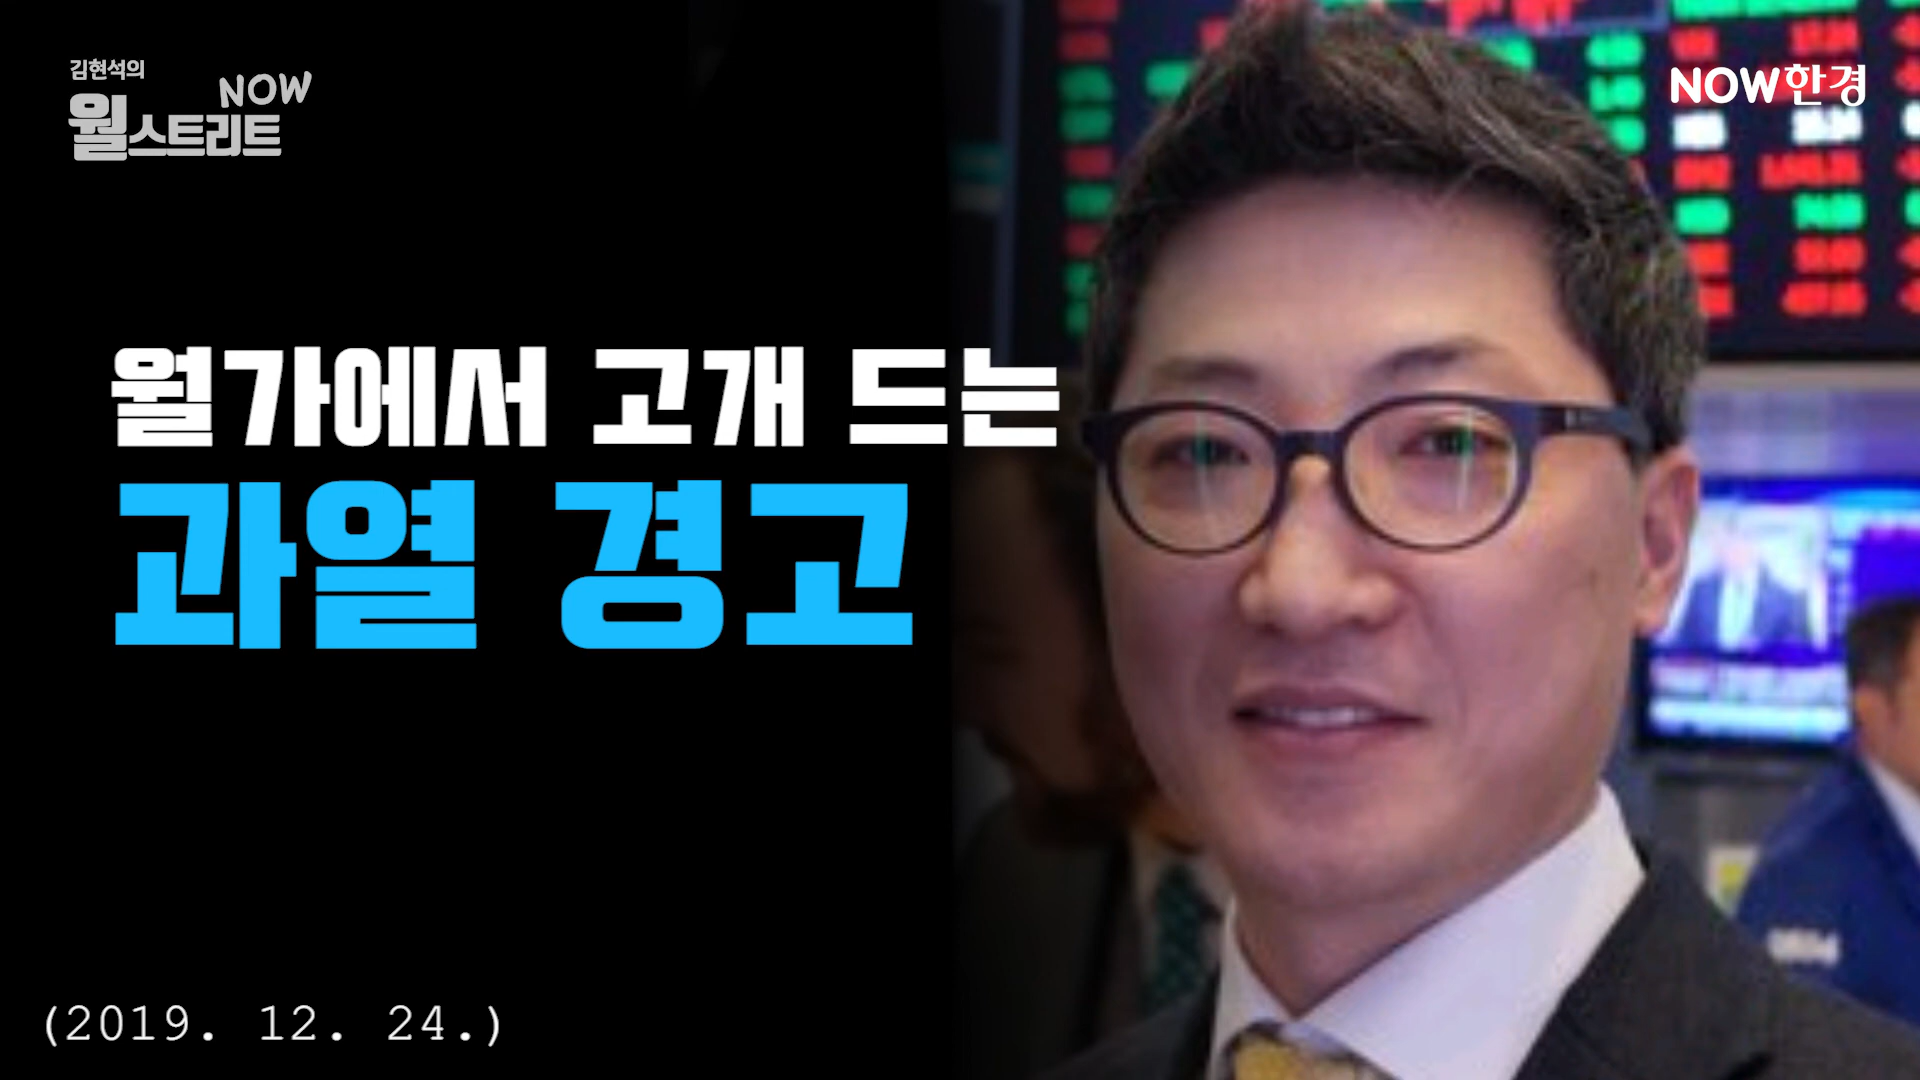 김현석의
월스트리트 NOW
NOW한경
월가에서 고개 드는
과열 경고
(2019. 12. 24.)